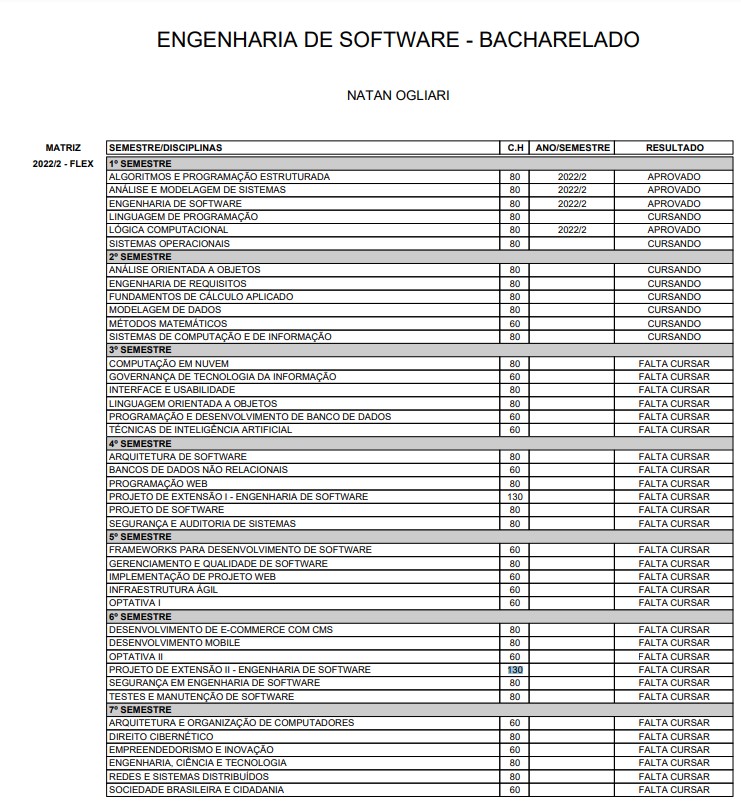 ENGENHARIA DE SOFTWARE - BACHARELADO
NATAN OGLIARI
MATRIZ SEMESTRE/DISCIPLINAS C.H ANO/SEMESTRE RESULTADO
2022/2 - FLEX 1º SEMESTRE
ALGORITMOS E PROGRAMAÇÃO ESTRUTURADA 80 2022/2 APROVADO
ANÁLISE E MODELAGEM DE SISTEMAS 80 2022/2 APROVADO
ENGENHARIA DE SOFTWARE 80 2022/2 APROVADO
LINGUAGEM DE PROGRAMAÇÃO 80 CURSANDO
LÓGICA COMPUTACIONAL 80 2022/2 APROVADO
SISTEMAS OPERACIONAIS 80 CURSANDO
2º SEMESTRE
ANÁLISE ORIENTADA A OBJETOS 80 CURSANDO
ENGENHARIA DE REQUISITOS 80 CURSANDO
FUNDAMENTOS DE CÁLCULO APLICADO 80 CURSANDO
MODELAGEM DE DADOS 80 CURSANDO
MÉTODOS MATEMÁTICOS 60 CURSANDO
SISTEMAS DE COMPUTAÇÃO E DE INFORMAÇÃO 80 CURSANDO
3º SEMESTRE
COMPUTAÇÃO EM NUVEM 80 FALTA CURSAR
GOVERNANÇA DE TECNOLOGIA DA INFORMAÇÃO 60 FALTA CURSAR
INTERFACE E USABILIDADE 80 FALTA CURSAR
LINGUAGEM ORIENTADA A OBJETOS 80 FALTA CURSAR
PROGRAMAÇÃO E DESENVOLVIMENTO DE BANCO DE DADOS 60 FALTA CURSAR
TÉCNICAS DE INTELIGÊNCIA ARTIFICIAL 60 FALTA CURSAR
4º SEMESTRE
ARQUITETURA DE SOFTWARE 80 FALTA CURSAR
BANCOS DE DADOS NÃO RELACIONAIS 60 FALTA CURSAR
PROGRAMAÇÃO WEB 80 FALTA CURSAR
PROJETO DE EXTENSÃO I - ENGENHARIA DE SOFTWARE 130 FALTA CURSAR
PROJETO DE SOFTWARE 80 FALTA CURSAR
SEGURANÇA E AUDITORIA DE SISTEMAS 80 FALTA CURSAR
5º SEMESTRE
FRAMEWORKS PARA DESENVOLVIMENTO DE SOFTWARE 60 FALTA CURSAR
GERENCIAMENTO E QUALIDADE DE SOFTWARE 80 FALTA CURSAR
IMPLEMENTAÇÃO DE PROJETO WEB 60 FALTA CURSAR
INFRAESTRUTURA ÁGIL 60 FALTA CURSAR
OPTATIVA I 60 FALTA CURSAR
6º SEMESTRE
DESENVOLVIMENTO DE E-COMMERCE COM CMS 80 FALTA CURSAR
DESENVOLVIMENTO MOBILE 80 FALTA CURSAR
OPTATIVA II 60 FALTA CURSAR
PROJETO DE EXTENSÃO II - ENGENHARIA DE SOFTWARE 130 FALTA CURSAR
SEGURANÇA EM ENGENHARIA DE SOFTWARE 80 FALTA CURSAR
TESTES E MANUTENÇÃO DE SOFTWARE 80 FALTA CURSAR
7º SEMESTRE
ARQUITETURA E ORGANIZAÇÃO DE COMPUTADORES 60 FALTA CURSAR
DIREITO CIBERNÉTICO 80 FALTA CURSAR
EMPREENDEDORISMO E INOVAÇÃO 60 FALTA CURSAR
ENGENHARIA, CIÊNCIA E TECNOLOGIA 80 FALTA CURSAR
REDES E SISTEMAS DISTRIBUÍDOS 80 FALTA CURSAR
SOCIEDADE BRASILEIRA E CIDADANIA 60 FALTA CURSAR